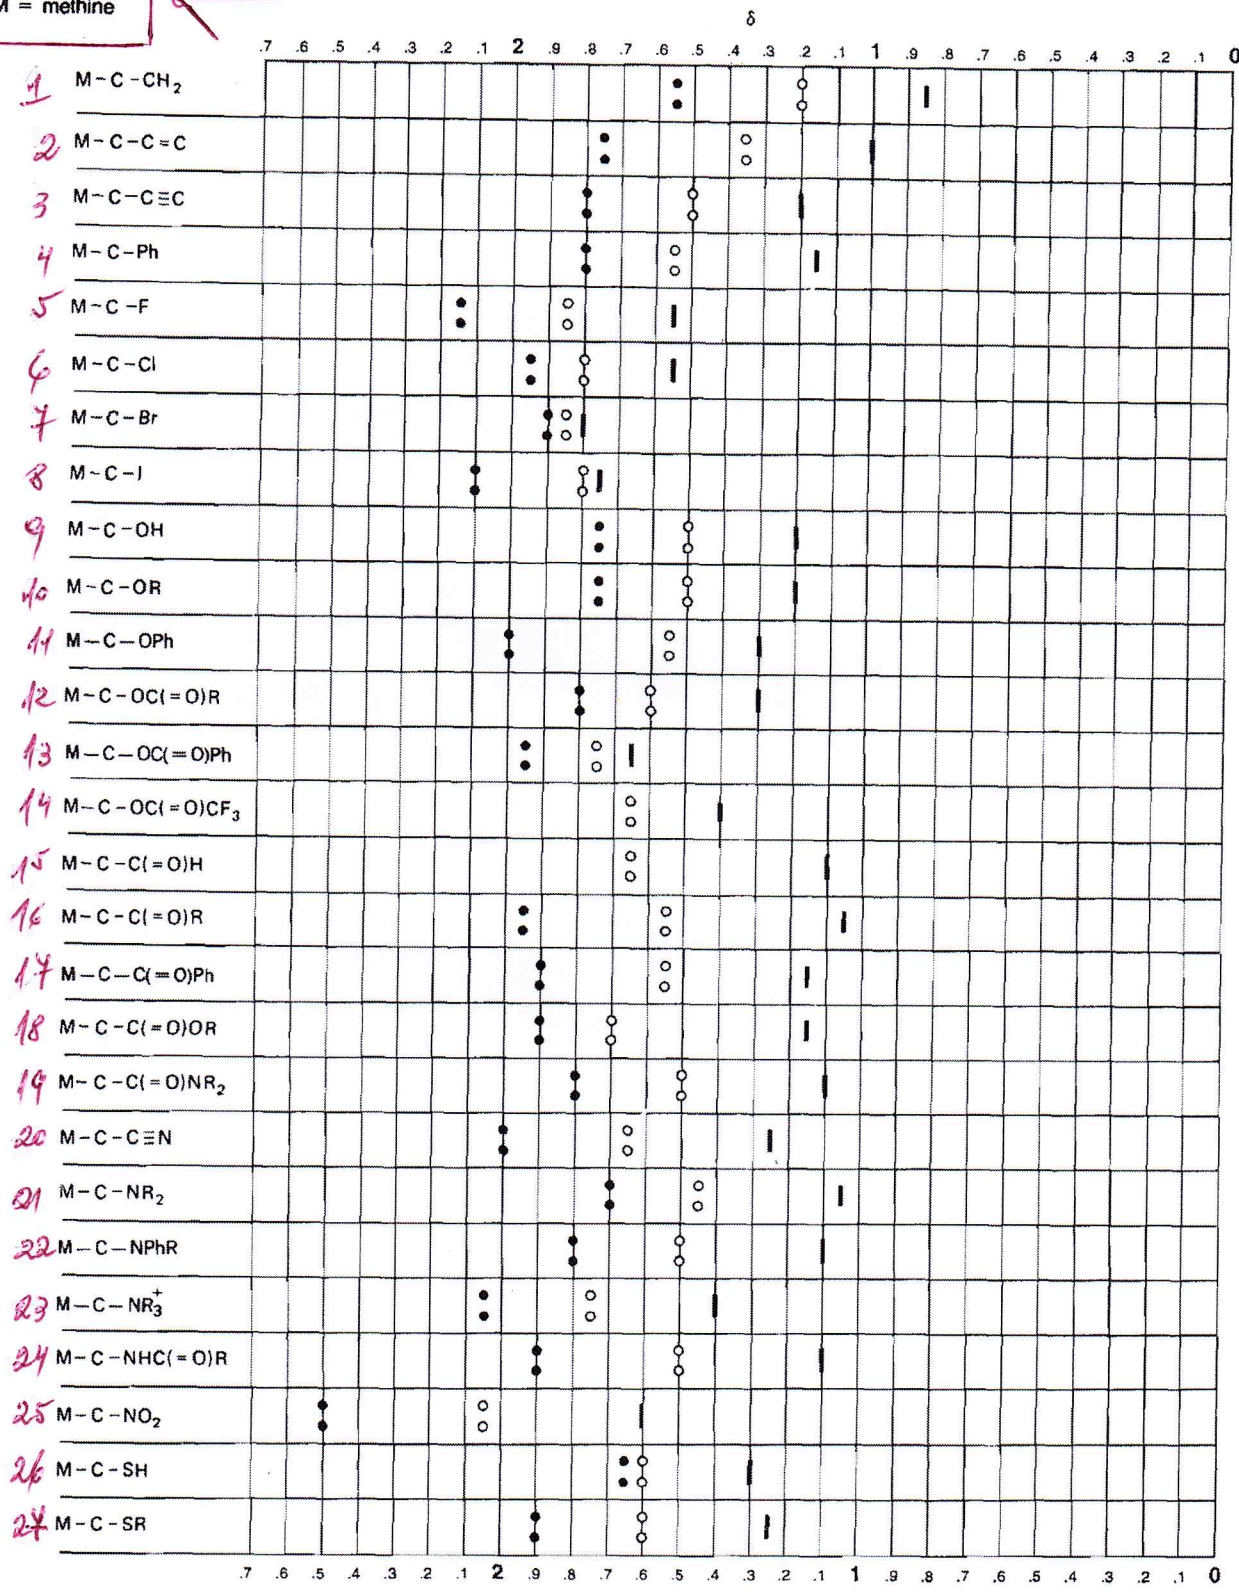 M = methine
δ
.7 .6 .5 .4 .3 .2 .1 2 .9 .8 .7 .6 .5 .4 .3 .2 .1 1 .9 .8 .7 .6 .5 .4 .3 .2 .1 0
1 M-C-CH2
2 M-C-C=C
3 M-C-C≡C
4 M-C-Ph
5 M-C-F
6 M-C-Cl
7 M-C-Br
8 M-C-I
9 M-C-OH
10 M-C-OR
11 M-C-OPh
12 M-C-OC(=O)R
13 M-C-OC(=O)Ph
14 M-C-OC(=O)CF3
15 M-C-C(=O)H
16 M-C-C(=O)R
17 M-C-C(=O)Ph
18 M-C-C(=O)OR
19 M-C-C(=O)NR2
20 M-C-C≡N
21 M-C-NR2
22 M-C-NPhR
23 M-C-NR3+
24 M-C-NHC(=O)R
25 M-C-NO2
26 M-C-SH
27 M-C-SR
.7 .6 .5 .4 .3 .2 .1 2 .9 .8 .7 .6 .5 .4 .3 .2 .1 1 .8 .7 .6 .5 .4 .3 .2 .1 0